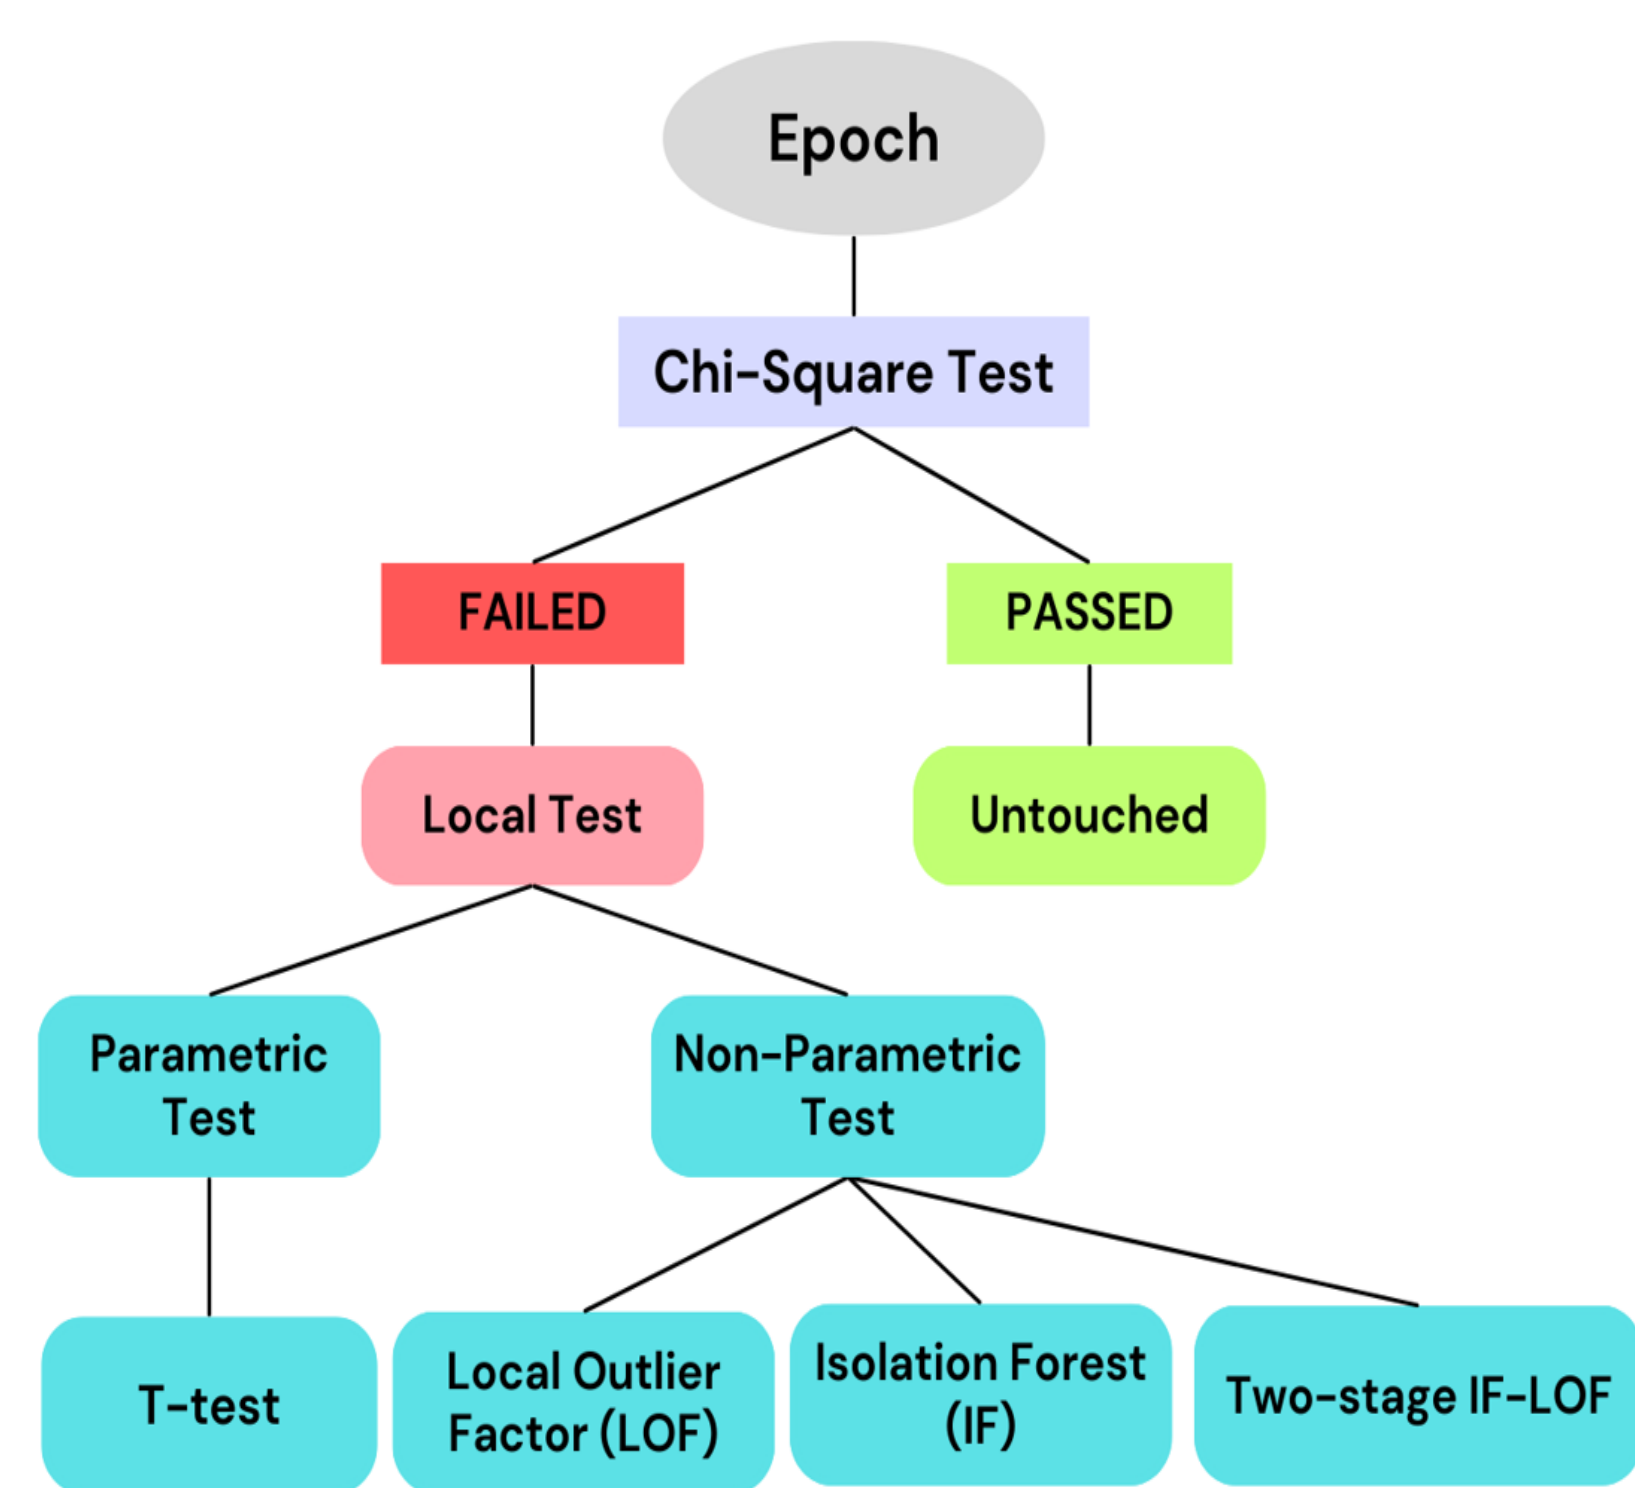 Epoch
Chi-Square Test
FAILED
PASSED
Local Test
Untouched
Parametric
Test
Non-Parametric
Test
T-test
Local Outlier
Factor (LOF)
Isolation Forest
(IF)
Two-stage IF-LOF